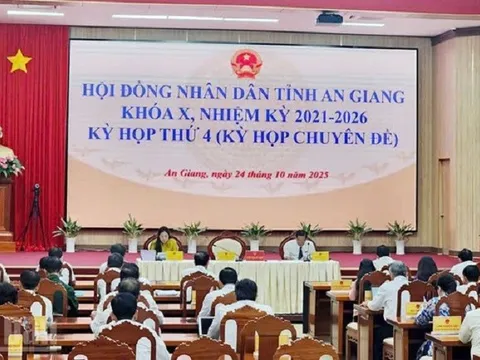 HỘI ĐỒNG NHÂN DÂN TỈNH AN GIANG
KHÓA X, NHIỆM KỲ 2021-2026
KỲ HỌP THỨ 4 (KỲ HỌP CHUYÊN ĐỀ)
An Giang, ngày 24 tháng 10 năm 2025